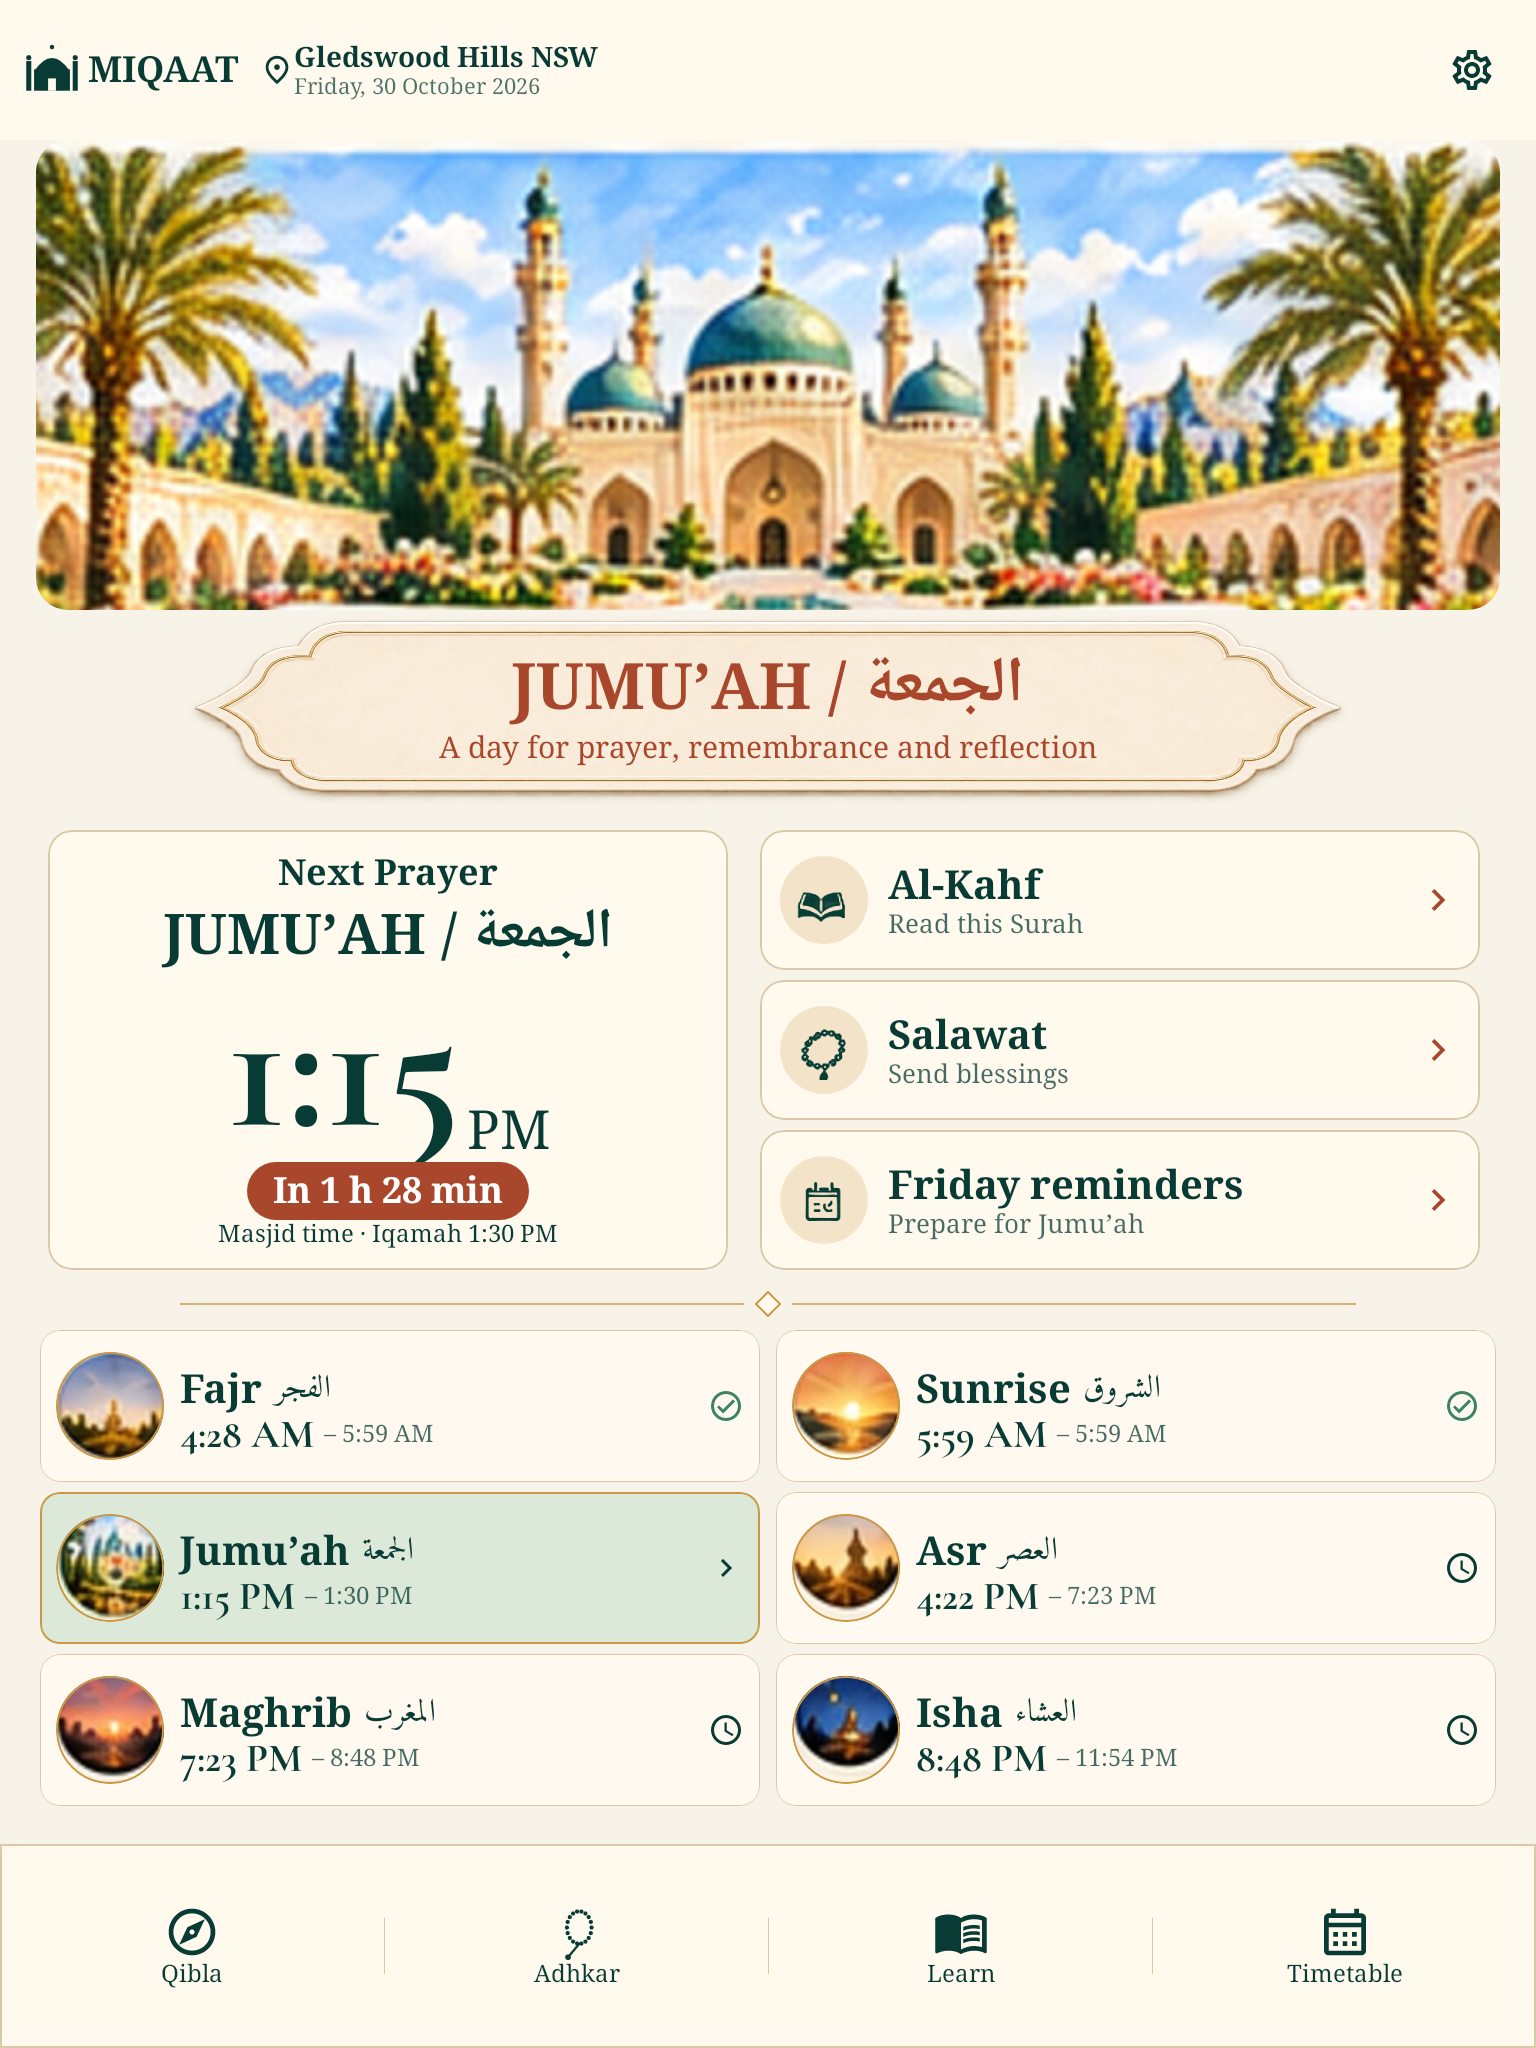 MIQAAT
Gledswood Hills NSW
Friday, 30 October 2026
JUMU’AH / الجمعة
A day for prayer, remembrance and reflection
Next Prayer
JUMU’AH / الجمعة
1:15 PM
In 1 h 28 min
Masjid time · Iqamah 1:30 PM
Al-Kahf
Read this Surah
Salawat
Send blessings
Friday reminders
Prepare for Jumu’ah
Fajr الفجر
4:28 AM – 5:59 AM
Sunrise الشروق
5:59 AM – 5:59 AM
Jumu’ah الجمعة
1:15 PM – 1:30 PM
Asr العصر
4:22 PM – 7:23 PM
Maghrib المغرب
7:23 PM – 8:48 PM
Isha العشاء
8:48 PM – 11:54 PM
Qibla
Adhkar
Learn
Timetable